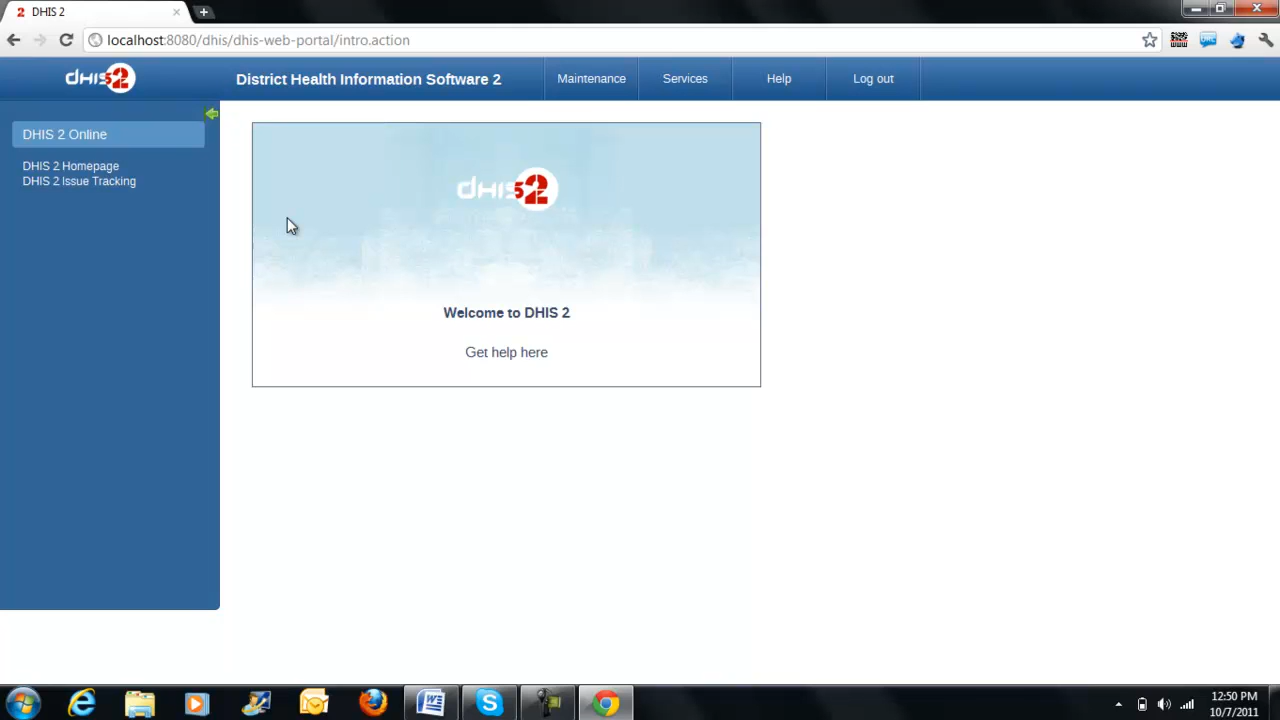 2 DHIS 2
localhost:8080/dhis/dhis-web-portal/intro.action
dhis2
District Health Information Software 2
Maintenance
Services
Help
Log out
DHIS 2 Online
DHIS 2 Homepage
DHIS 2 Issue Tracking
dhis2
Welcome to DHIS 2
Get help here
12:50 PM
10/7/2011